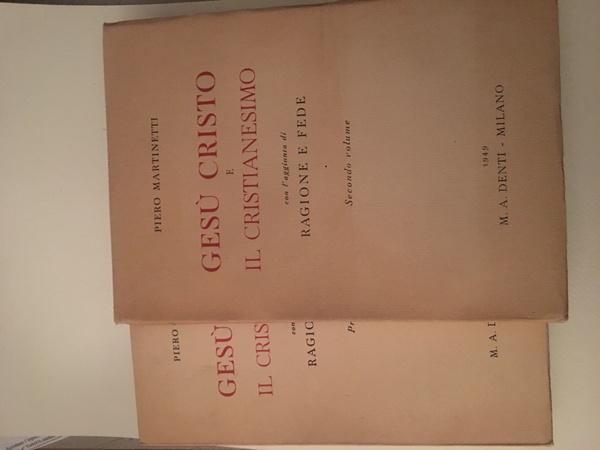 PIERO MARTINETTI
GESÙ CRISTO
E
IL CRISTIANESIMO
con l'aggiunta di
RAGIONE E FEDE
Secondo volume
1949
M. A. DENTI - MILANO
PIERO
GESÙ
IL CRIS
con
RAGIO
Pr
M. A. D